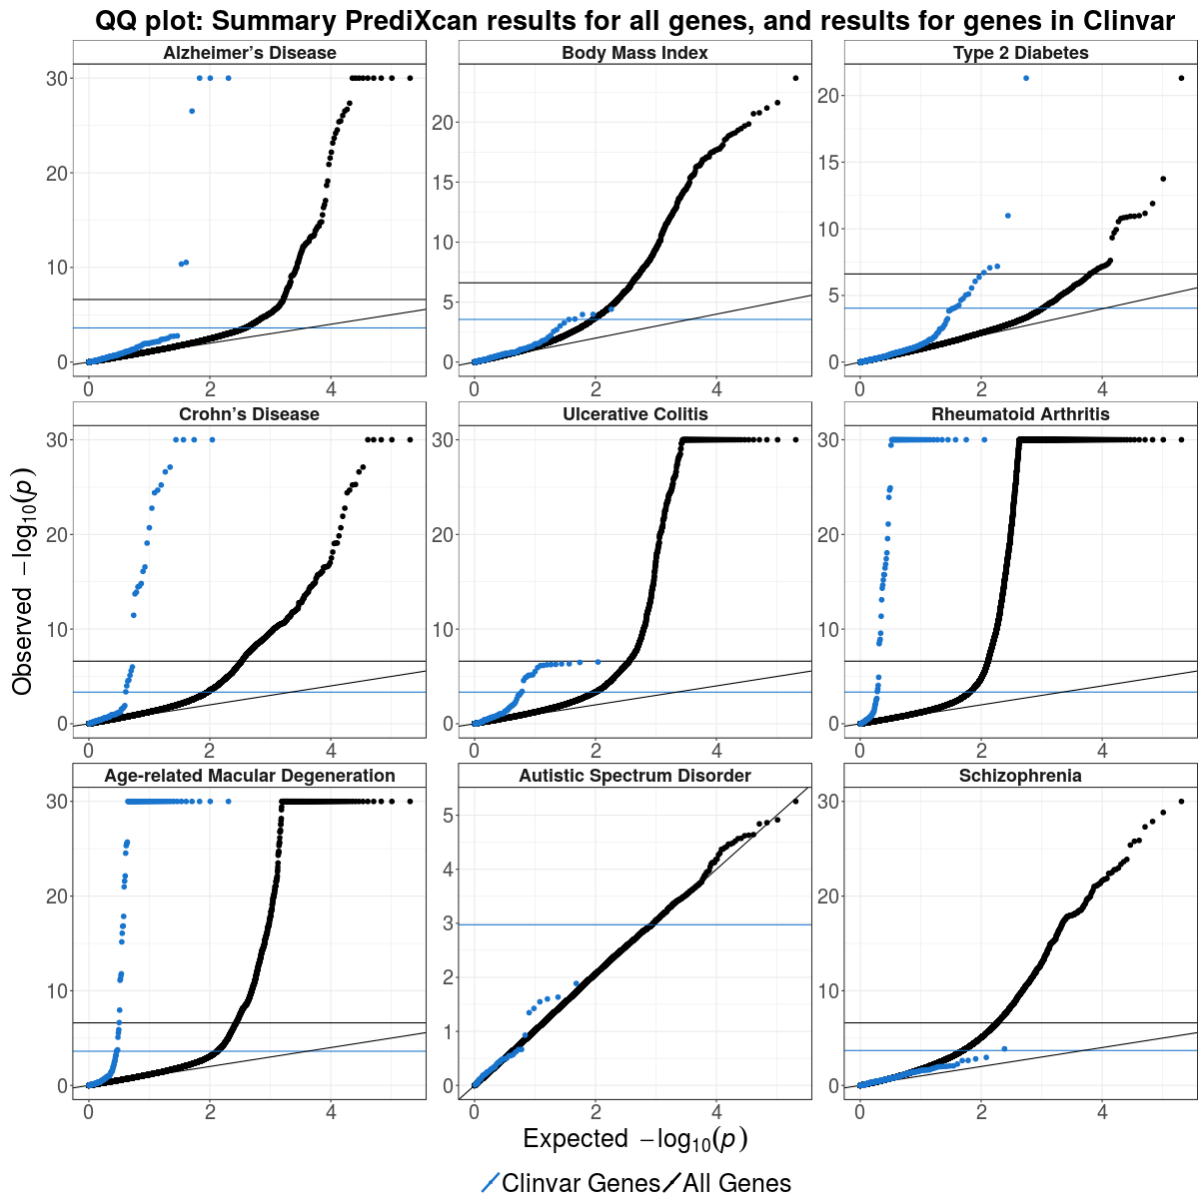 QQ plot: Summary PrediXcan results for all genes, and results for genes in Clinvar
Alzheimer's Disease
Body Mass Index
Type 2 Diabetes
30
20
10
0
0 2 4
20
15
10
5
0
0 2 4
20
15
10
5
0
0 2 4
Crohn's Disease
Ulcerative Colitis
Rheumatoid Arthritis
30
20
10
0
0 2 4
30
20
10
0
0 2 4
30
20
10
0
0 2 4
Age-related Macular Degeneration
Autistic Spectrum Disorder
Schizophrenia
30
20
10
0
0 2 4
5
4
3
2
1
0
0 2 4
30
20
10
0
0 2 4
Observed −log₁₀(p)
Expected −log₁₀(p)
Clinvar Genes All Genes